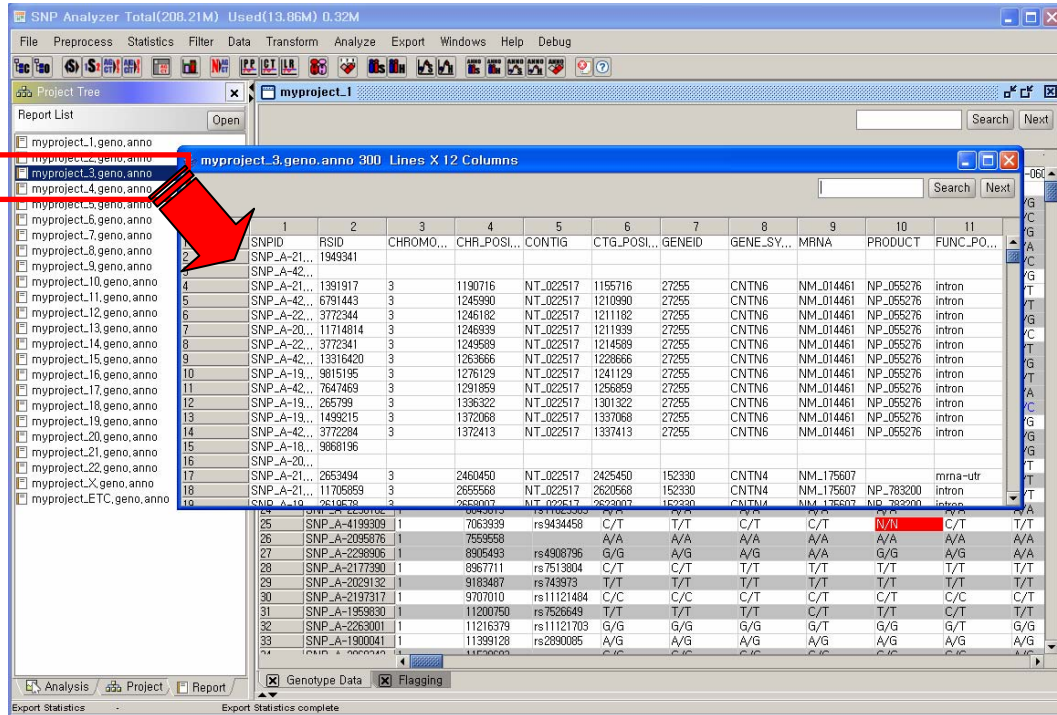 SNP Analyzer Total(208.21M) Used(13.86M) 0.32M
File Preprocess Statistics Filter Data Transform Analyze Export Windows Help Debug
Project Tree
myproject_1
Report List
Open
Search Next
myproject_1,geno,anno
myproject_2,geno,anno
myproject_3,geno,anno
myproject_4,geno,anno
myproject_5,geno,anno
myproject_6,geno,anno
myproject_7,geno,anno
myproject_8,geno,anno
myproject_9,geno,anno
myproject_10,geno,anno
myproject_11,geno,anno
myproject_12,geno,anno
myproject_13,geno,anno
myproject_14,geno,anno
myproject_15,geno,anno
myproject_16,geno,anno
myproject_17,geno,anno
myproject_18,geno,anno
myproject_19,geno,anno
myproject_20,geno,anno
myproject_21,geno,anno
myproject_22,geno,anno
myproject_X,geno,anno
myproject_ETC,geno,anno
myproject_3,geno,anno 300 Lines X 12 Columns
Search Next
1 2 3 4 5 6 7 8 9 10 11
SNPID RSID CHROMO,,, CHR_POSI,,, CONTIG CTG_POSI,,, GENEID GENE_SY,,, MRNA PRODUCT FUNC_PO,,,
2 SNP_A-21,,, 1949341
3 SNP_A-42,,,
4 SNP_A-21,,, 1391917 3 1190716 NT_022517 1155716 27255 CNTN6 NM_014461 NP_055276 intron
5 SNP_A-42,,, 6791443 3 1245990 NT_022517 1210990 27255 CNTN6 NM_014461 NP_055276 intron
6 SNP_A-22,,, 3772344 3 1246182 NT_022517 1211182 27255 CNTN6 NM_014461 NP_055276 intron
7 SNP_A-20,,, 11714814 3 1246939 NT_022517 1211939 27255 CNTN6 NM_014461 NP_055276 intron
8 SNP_A-22,,, 3772341 3 1249589 NT_022517 1214589 27255 CNTN6 NM_014461 NP_055276 intron
9 SNP_A-42,,, 13316420 3 1263666 NT_022517 1228666 27255 CNTN6 NM_014461 NP_055276 intron
10 SNP_A-19,,, 9815195 3 1276129 NT_022517 1241129 27255 CNTN6 NM_014461 NP_055276 intron
11 SNP_A-42,,, 7647469 3 1291859 NT_022517 1256859 27255 CNTN6 NM_014461 NP_055276 intron
12 SNP_A-19,,, 265799 3 1336322 NT_022517 1301322 27255 CNTN6 NM_014461 NP_055276 intron
13 SNP_A-19,,, 1499215 3 1372068 NT_022517 1337068 27255 CNTN6 NM_014461 NP_055276 intron
14 SNP_A-42,,, 3772284 3 1372413 NT_022517 1337413 27255 CNTN6 NM_014461 NP_055276 intron
15 SNP_A-18,,, 9868196
16 SNP_A-20,,,
17 SNP_A-21,,, 2653494 3 2460450 NT_022517 2425450 152330 CNTN4 NM_175607 mrna-utr
18 SNP_A-21,,, 11705859 3 2655568 NT_022517 2620568 152330 CNTN4 NM_175607 NP_783200 intron
25 SNP_A-4199309 1 7063939 rs9434458 C/T T/T C/T C/T N/N C/T T/T
26 SNP_A-2095876 1 7559558 A/A A/A A/A A/A A/A A/A A/A
27 SNP_A-2298906 1 8905493 rs4908796 G/G A/G A/G A/A G/G A/G A/A
28 SNP_A-2177390 1 8967711 rs7513804 C/T C/T T/T T/T T/T T/T T/T
29 SNP_A-2029132 1 9183487 rs743973 T/T T/T T/T T/T T/T T/T T/T
30 SNP_A-2197317 1 9707010 rs11121484 C/C C/C C/T C/T C/T C/T C/T
31 SNP_A-1959830 1 11200750 rs7526649 T/T T/T T/T C/T T/T C/T T/T
32 SNP_A-2263001 1 11216379 rs11121703 G/G G/G G/G G/T G/G G/T G/G
33 SNP_A-1900041 1 11399128 rs2890085 A/G A/G A/G A/G A/G A/G A/G
Genotype Data Flagging
Analysis Project Report
Export Statistics - Export Statistics complete